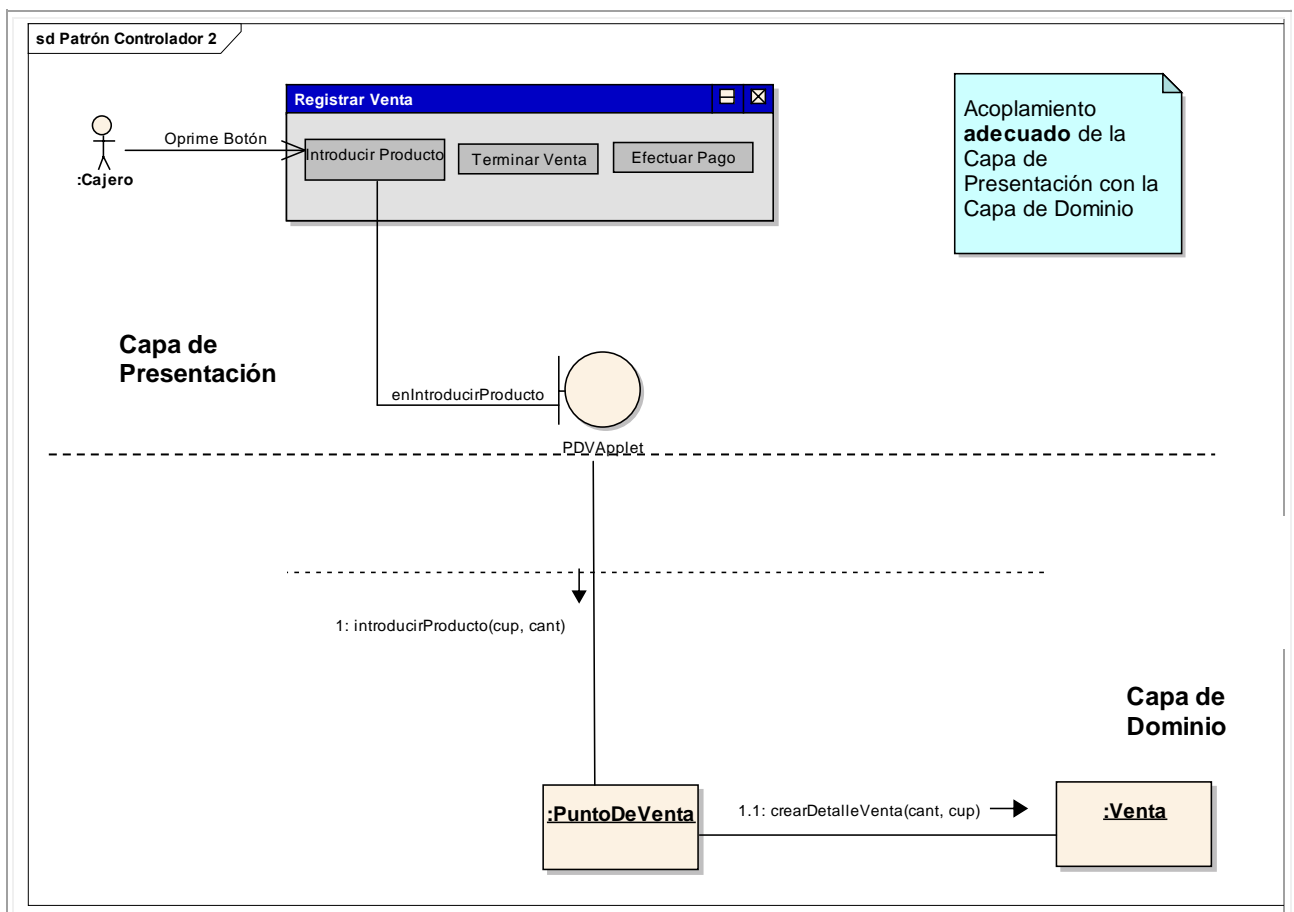 sd Patrón Controlador 2
Registrar Venta
Oprime Botón
Introducir Producto
Terminar Venta
Efectuar Pago
:Cajero
Acoplamiento
adecuado de la
Capa de
Presentación con la
Capa de Dominio
Capa de
Presentación
enIntroducirProducto
PDVApplet
1: introducirProducto(cup, cant)
Capa de
Dominio
:PuntoDeVenta
1.1: crearDetalleVenta(cant, cup)
:Venta